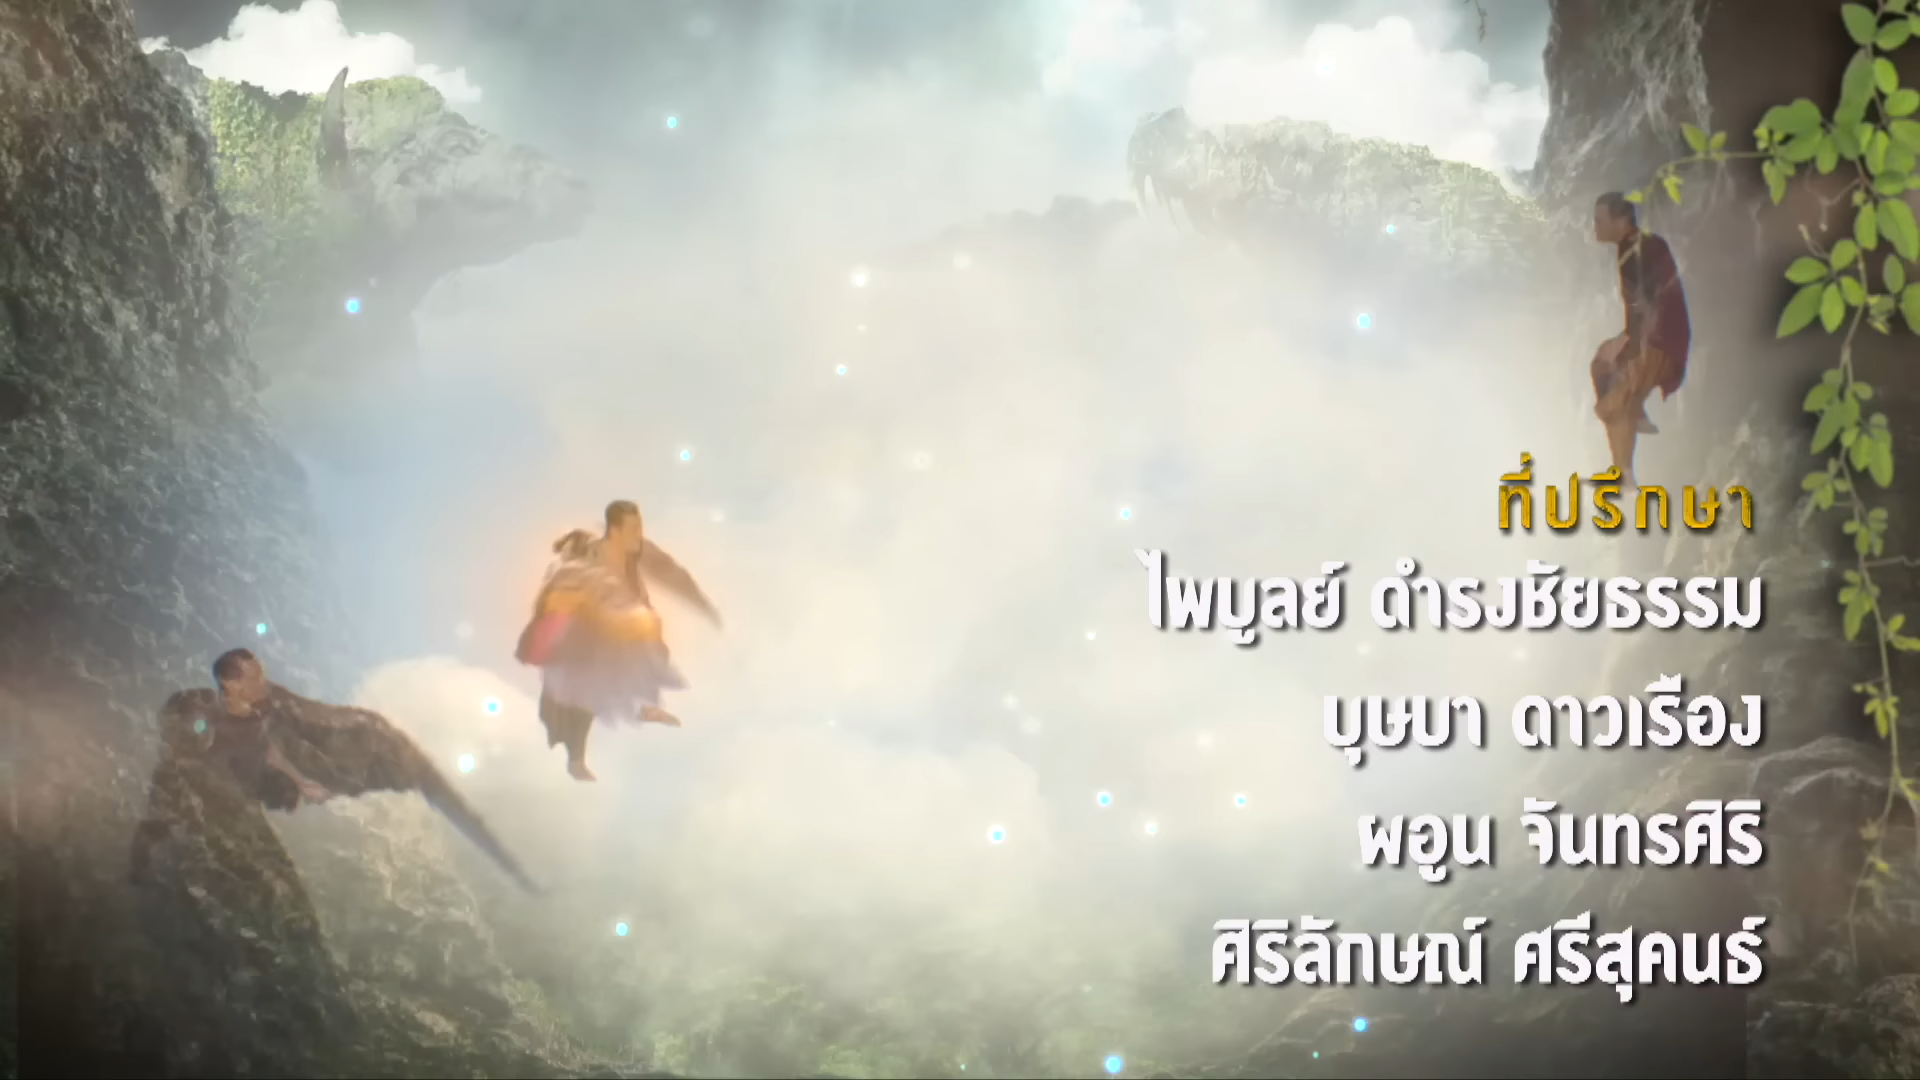 ที่ปรึกษา
ไพบูลย์ ดำรงชัยธรรม
บุษบา ดาวเรือง
ผอูน จันทรศิริ
ศิริลักษณ์ ศรีสุคนธ์